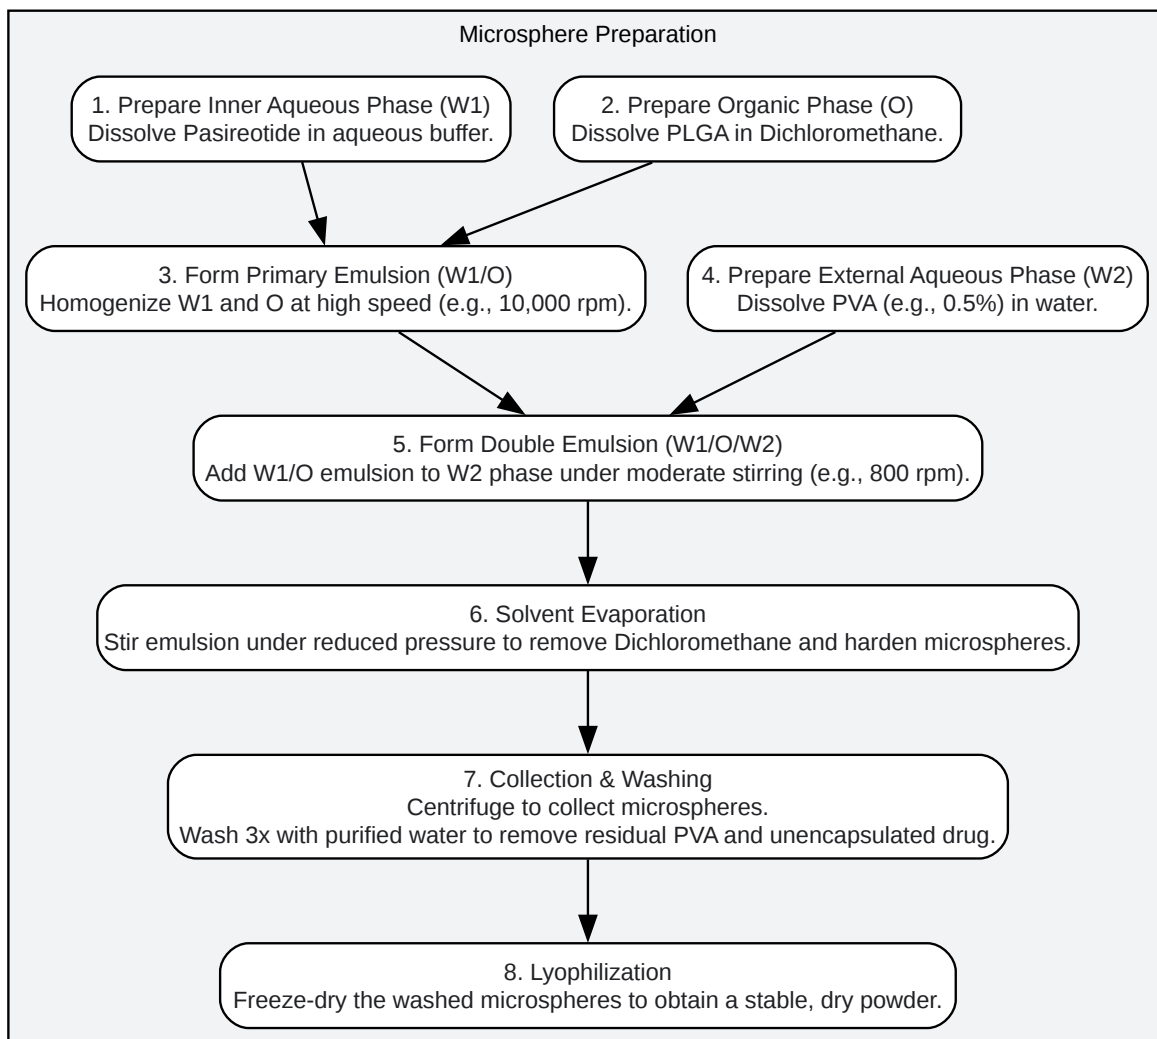 Microsphere Preparation
1. Prepare Inner Aqueous Phase (W1)
Dissolve Pasireotide in aqueous buffer.
2. Prepare Organic Phase (O)
Dissolve PLGA in Dichloromethane.
3. Form Primary Emulsion (W1/O)
Homogenize W1 and O at high speed (e.g., 10,000 rpm).
4. Prepare External Aqueous Phase (W2)
Dissolve PVA (e.g., 0.5%) in water.
5. Form Double Emulsion (W1/O/W2)
Add W1/O emulsion to W2 phase under moderate stirring (e.g., 800 rpm).
6. Solvent Evaporation
Stir emulsion under reduced pressure to remove Dichloromethane and harden microspheres.
7. Collection & Washing
Centrifuge to collect microspheres.
Wash 3x with purified water to remove residual PVA and unencapsulated drug.
8. Lyophilization
Freeze-dry the washed microspheres to obtain a stable, dry powder.